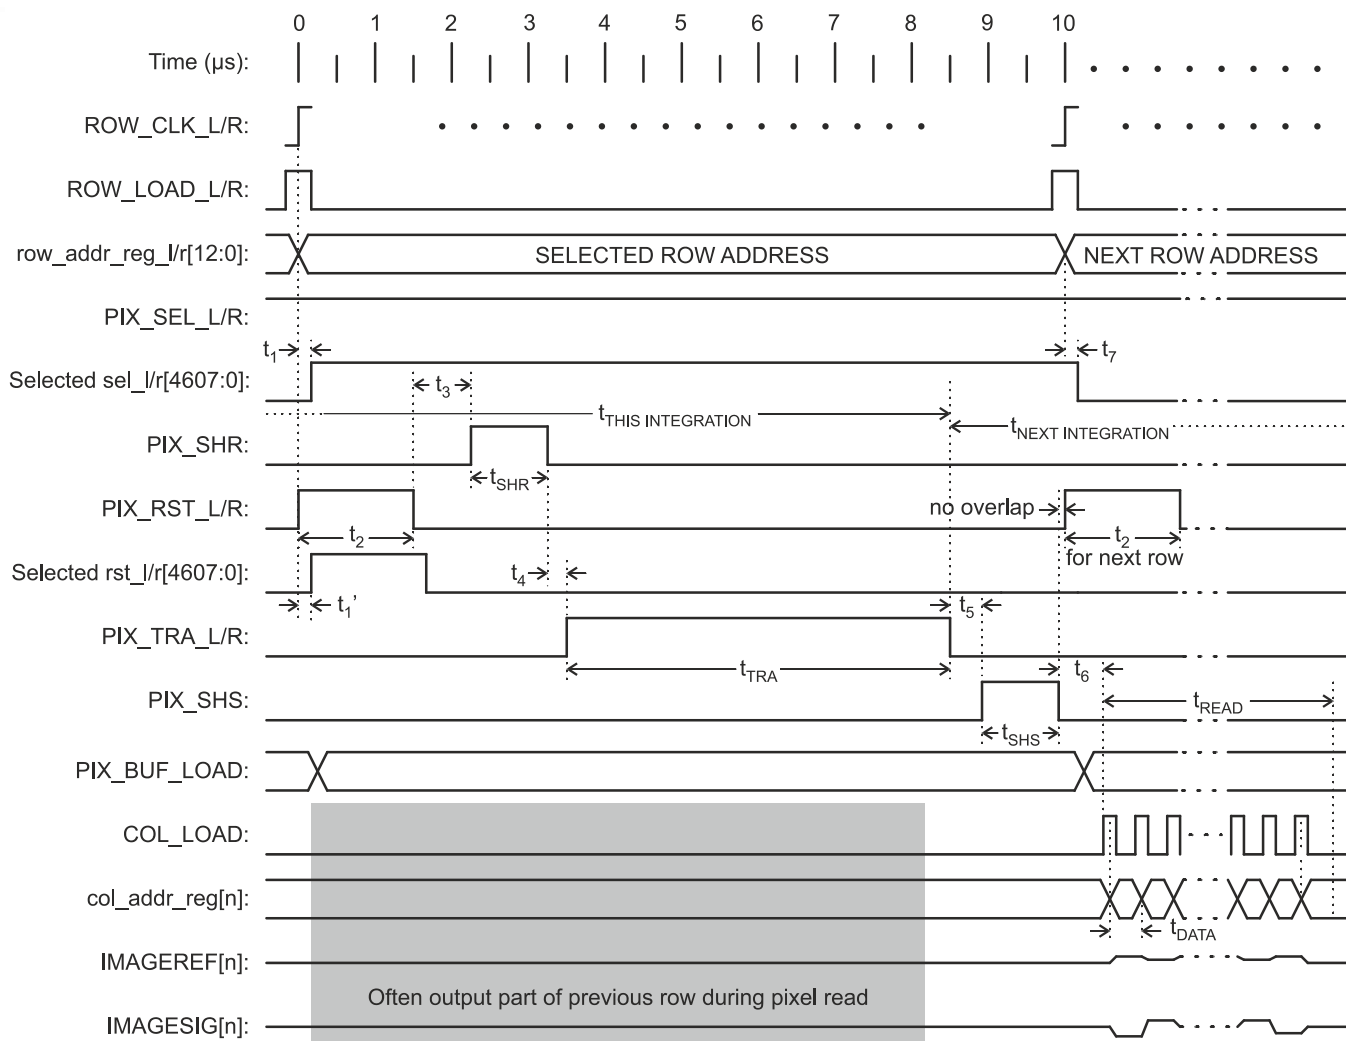 0 1 2 3 4 5 6 7 8 9 10
Time (µs):
ROW_CLK_L/R:
ROW_LOAD_L/R:
row_addr_reg_l/r[12:0]: SELECTED ROW ADDRESS NEXT ROW ADDRESS
PIX_SEL_L/R:
t1 t7
Selected sel_l/r[4607:0]: t3
tTHIS INTEGRATION
tNEXT INTEGRATION
PIX_SHR:
tSHR
PIX_RST_L/R: no overlap
t2 t2
for next row
Selected rst_l/r[4607:0]: t4
t1’ t5
PIX_TRA_L/R:
tTRA t6
PIX_SHS: tREAD
tSHS
PIX_BUF_LOAD:
COL_LOAD:
col_addr_reg[n]:
tDATA
IMAGEREF[n]:
Often output part of previous row during pixel read
IMAGESIG[n]: